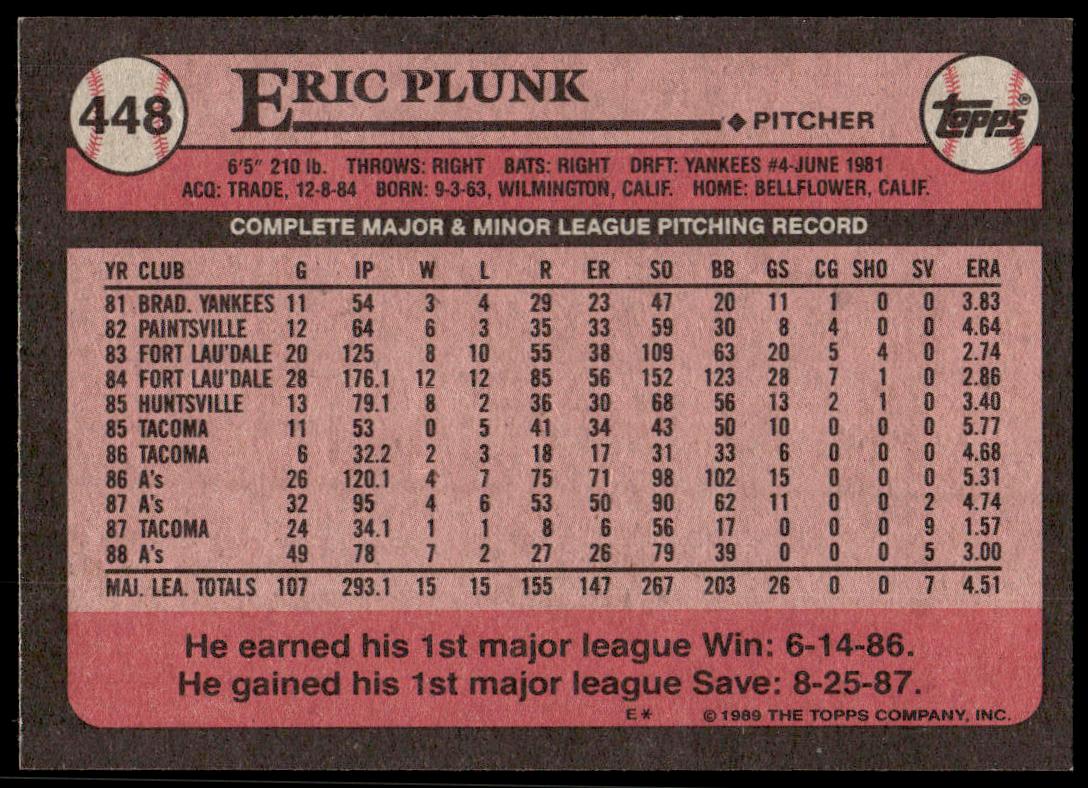 448
ERIC PLUNK
PITCHER
topps®
6'5" 210 lb. THROWS: RIGHT BATS: RIGHT DRFT: YANKEES #4-JUNE 1981
ACQ: TRADE, 12-8-84 BORN: 9-3-63, WILMINGTON, CALIF. HOME: BELLFLOWER, CALIF.
COMPLETE MAJOR & MINOR LEAGUE PITCHING RECORD
YR CLUB G IP W L R ER SO BB GS CG SHO SV ERA
81 BRAD. YANKEES 11 54 3 4 29 23 47 20 11 1 0 0 3.83
82 PAINTSVILLE 12 64 6 3 35 33 59 30 8 4 0 0 4.64
83 FORT LAU'DALE 20 125 8 10 55 38 109 63 20 5 4 0 2.74
84 FORT LAU'DALE 28 176.1 12 12 85 56 152 123 28 7 1 0 2.86
85 HUNTSVILLE 13 79.1 8 2 36 30 68 56 13 2 1 0 3.40
85 TACOMA 11 53 0 5 41 34 43 50 10 0 0 0 5.77
86 TACOMA 6 32.2 2 3 18 17 31 33 6 0 0 0 4.68
86 A's 26 120.1 4 7 75 71 98 102 15 0 0 0 5.31
87 A's 32 95 4 6 53 50 90 62 11 0 0 2 4.74
87 TACOMA 24 34.1 1 1 8 6 56 17 0 0 0 9 1.57
88 A's 49 78 7 2 27 26 79 39 0 0 0 5 3.00
MAJ. LEA. TOTALS 107 293.1 15 15 155 147 267 203 26 0 0 7 4.51
He earned his 1st major league Win: 6-14-86.
He gained his 1st major league Save: 8-25-87.
E* © 1989 THE TOPPS COMPANY, INC.